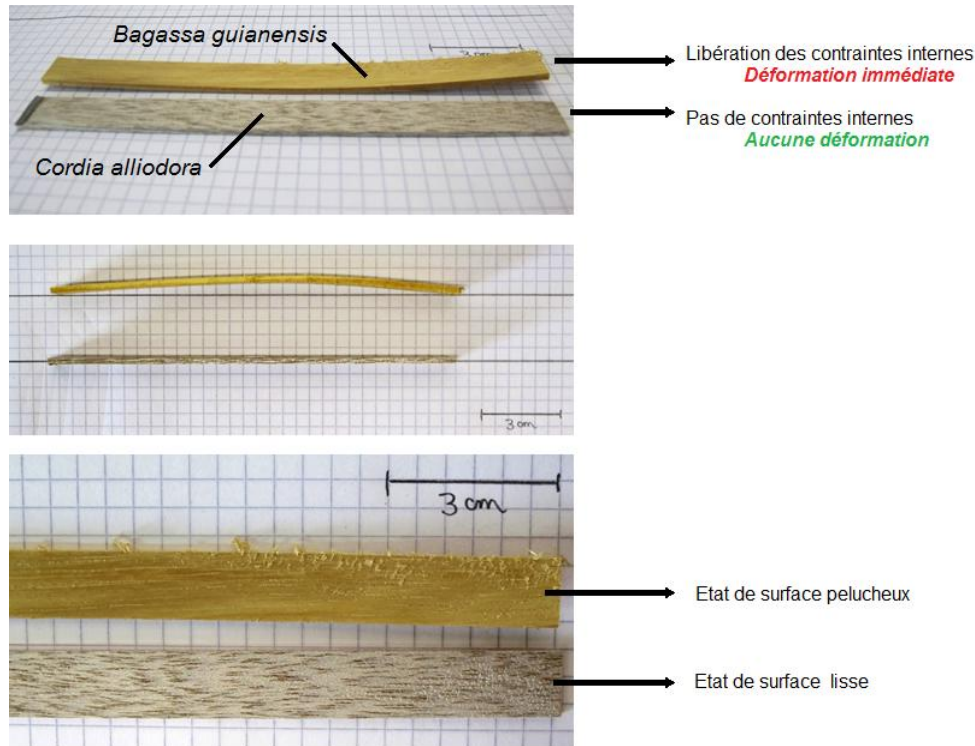 Bagassa guianensis
3 cm
Libération des contraintes internes
Déformation immédiate
Pas de contraintes internes
Aucune déformation
Cordia alliodora
3 cm
3 cm
Etat de surface pelucheux
Etat de surface lisse